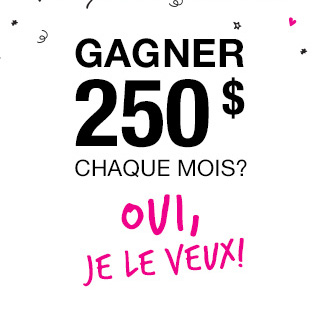 GAGNER
250 $
CHAQUE MOIS?
OUI,
JE LE VEUX!